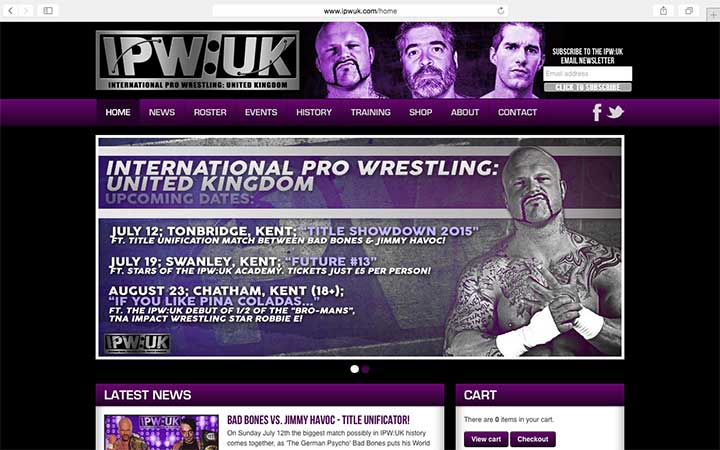 www.ipwuk.com/home
IPW:UK
INTERNATIONAL PRO WRESTLING: UNITED KINGDOM
SUBSCRIBE TO THE IPW:UK
EMAIL NEWSLETTER
Email address
CLICK TO SUBSCRIBE
HOME NEWS ROSTER EVENTS HISTORY TRAINING SHOP ABOUT CONTACT
INTERNATIONAL PRO WRESTLING:
UNITED KINGDOM
UPCOMING DATES:
JULY 12; TONBRIDGE, KENT; "TITLE SHOWDOWN 2015"
FT. TITLE UNIFICATION MATCH BETWEEN BAD BONES & JIMMY HAVOC!
JULY 19; SWANLEY, KENT; "FUTURE #13"
FT. STARS OF THE IPW:UK ACADEMY. TICKETS JUST £5 PER PERSON!
AUGUST 23; CHATHAM, KENT (18+);
"IF YOU LIKE PINA COLADAS..."
FT. THE IPW:UK DEBUT OF 1/2 OF THE "BRO-MANS",
TNA IMPACT WRESTLING STAR ROBBIE E!
IPW:UK
LATEST NEWS
IPW:UK
BAD BONES VS. JIMMY HAVOC - TITLE UNIFICATOR!
On Sunday July 12th the biggest match possibly in IPW:UK history
comes together, as 'The German Psycho' Bad Bones puts his World
CART
There are 0 items in your cart.
View cart Checkout